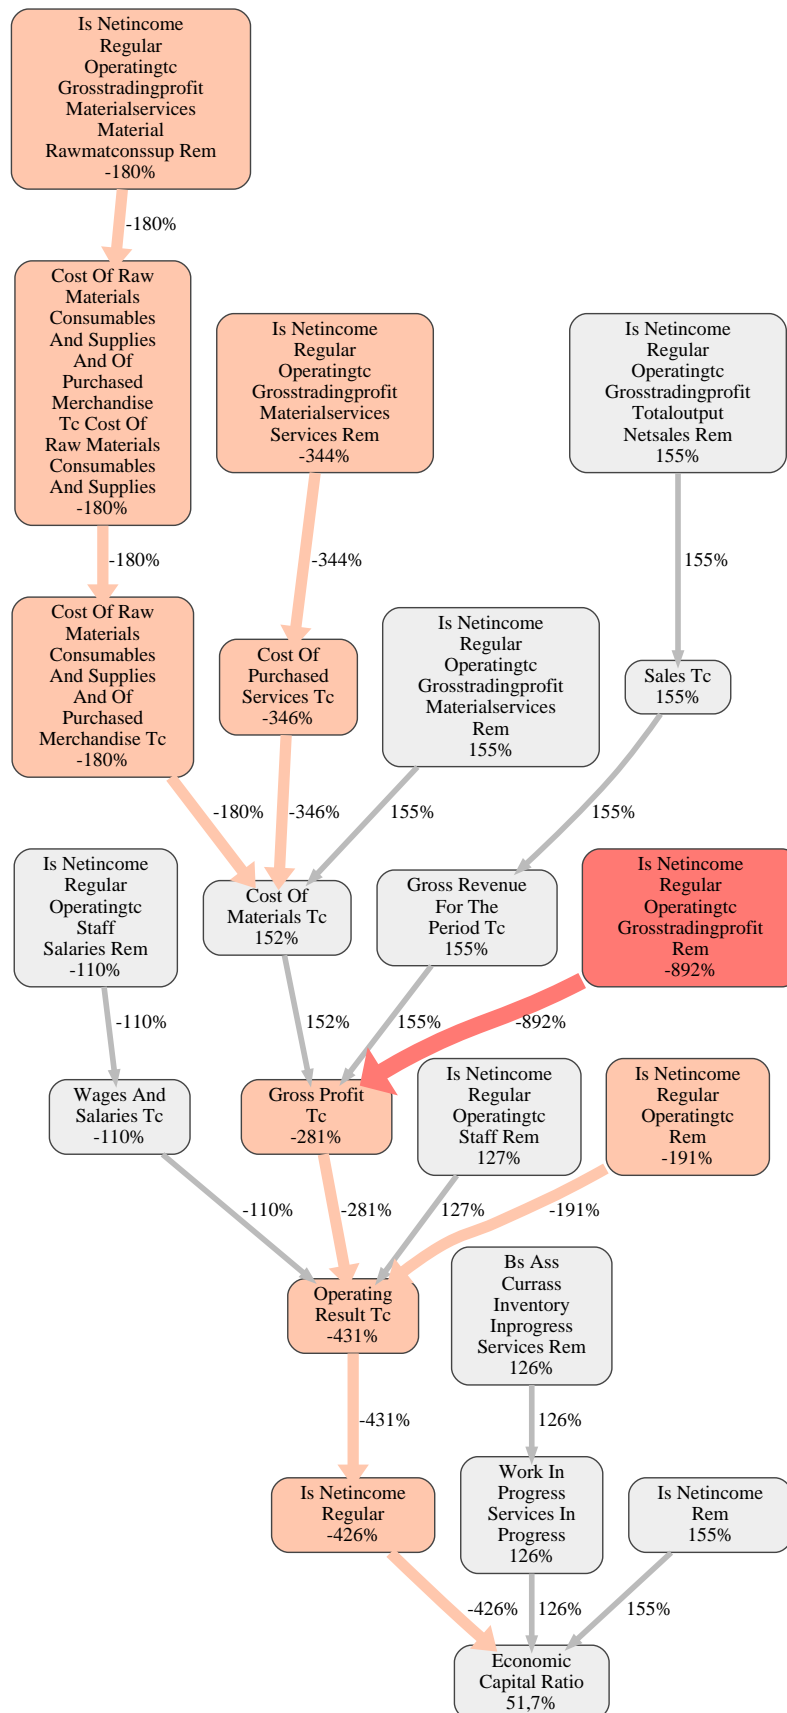 Is Netincome
Regular
Operatingtc
Grosstradingprofit
Materialservices
Material
Rawmatconssup Rem
-180%
-180%
Cost Of Raw
Materials
Consumables
And Supplies
And Of
Purchased
Merchandise
Tc Cost Of
Raw Materials
Consumables
And Supplies
-180%
Is Netincome
Regular
Operatingtc
Grosstradingprofit
Materialservices
Services Rem
-344%
Is Netincome
Regular
Operatingtc
Grosstradingprofit
Totaloutput
Netsales Rem
155%
-180%
-344%
155%
Cost Of Raw
Materials
Consumables
And Supplies
And Of
Purchased
Merchandise Tc
-180%
Cost Of
Purchased
Services Tc
-346%
Is Netincome
Regular
Operatingtc
Grosstradingprofit
Materialservices
Rem
155%
Sales Tc
155%
-180%
-346%
155%
155%
Is Netincome
Regular
Operatingtc
Staff
Salaries Rem
-110%
Cost Of
Materials Tc
152%
Gross Revenue
For The
Period Tc
155%
Is Netincome
Regular
Operatingtc
Grosstradingprofit
Rem
-892%
-110%
152%
155%
-892%
Wages And
Salaries Tc
-110%
Gross Profit
Tc
-281%
Is Netincome
Regular
Operatingtc
Staff Rem
127%
Is Netincome
Regular
Operatingtc
Rem
-191%
-110%
-281%
127%
-191%
Operating
Result Tc
-431%
Bs Ass
Currass
Inventory
Inprogress
Services Rem
126%
-431%
126%
Is Netincome
Regular
-426%
Work In
Progress
Services In
Progress
126%
Is Netincome
Rem
155%
-426%
126%
155%
Economic
Capital Ratio
51,7%